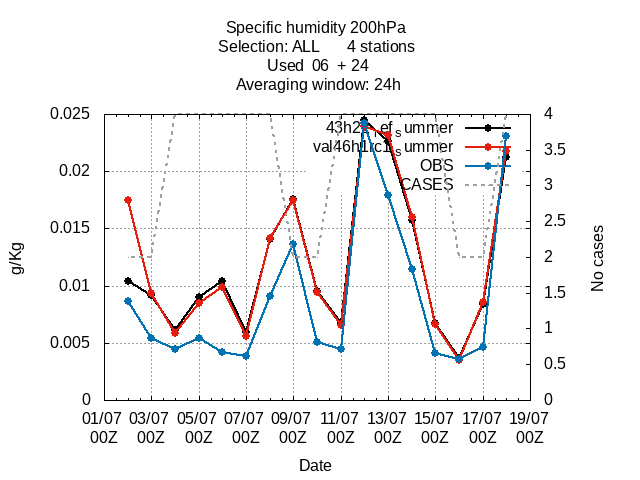 Specific humidity 200hPa
Selection: ALL 4 stations
Used 06 + 24
Averaging window: 24h
g/Kg
0.025
0.02
0.015
0.01
0.005
0
summer
summer
OBS
CASES
4
3.5
3
2.5
2
1.5
1
0.5
0
No cases
01/07 03/07 05/07 07/07 09/07 11/07 13/07 15/07 17/07 19/07
00Z 00Z 00Z 00Z 00Z 00Z 00Z 00Z 00Z 00Z
Date